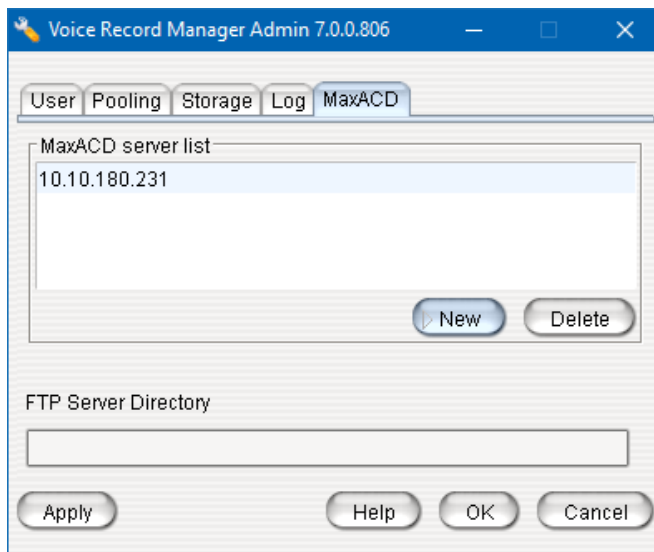 Voice Record Manager Admin 7.0.0.806
User Pooling Storage Log MaxACD
MaxACD server list
10.10.180.231
New Delete
FTP Server Directory
Apply Help OK Cancel